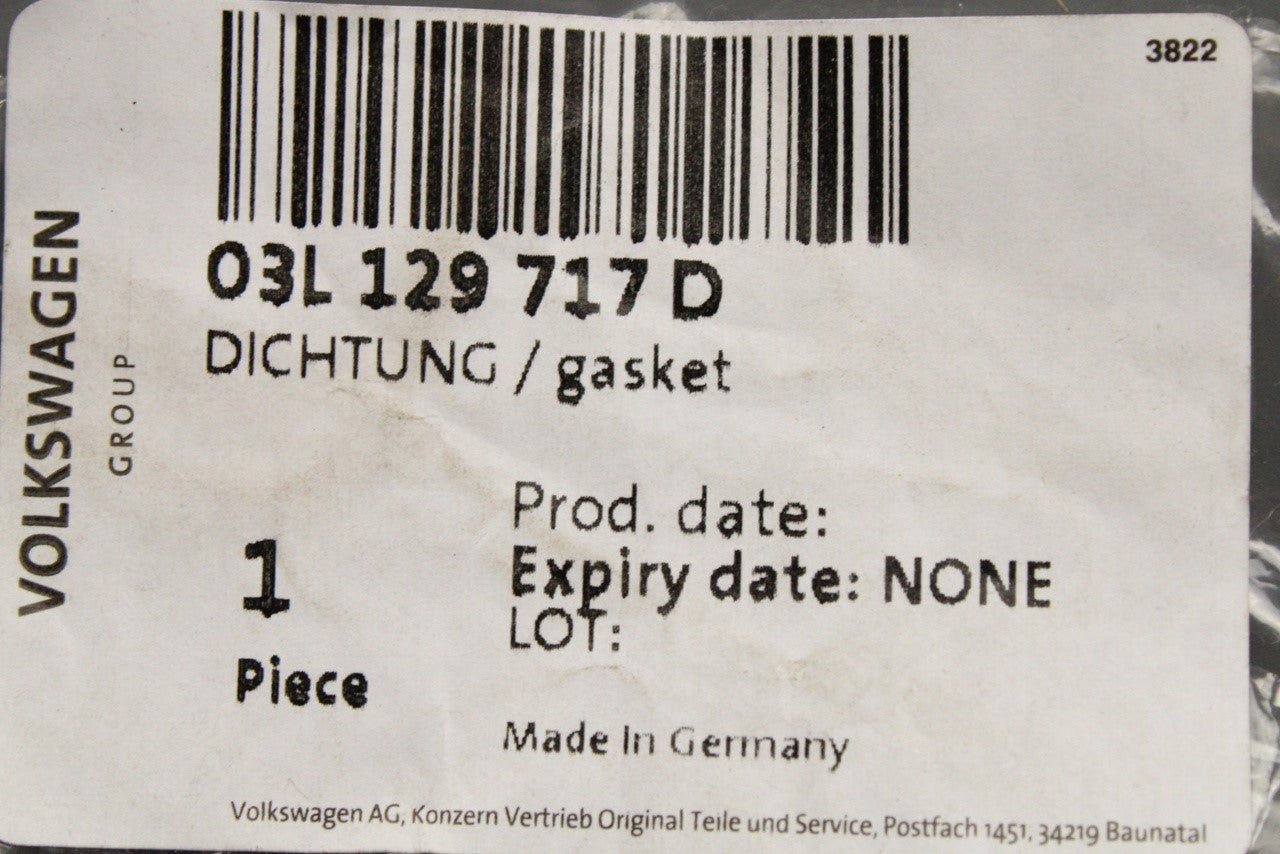 3822
VOLKSWAGEN
GROUP
03L 129 717 D
DICHTUNG / gasket
Prod. date:
Expiry date: NONE
LOT:
1
Piece
Made In Germany
Volkswagen AG, Konzern Vertrieb Original Teile und Service, Postfach 1451, 34219 Baunatal